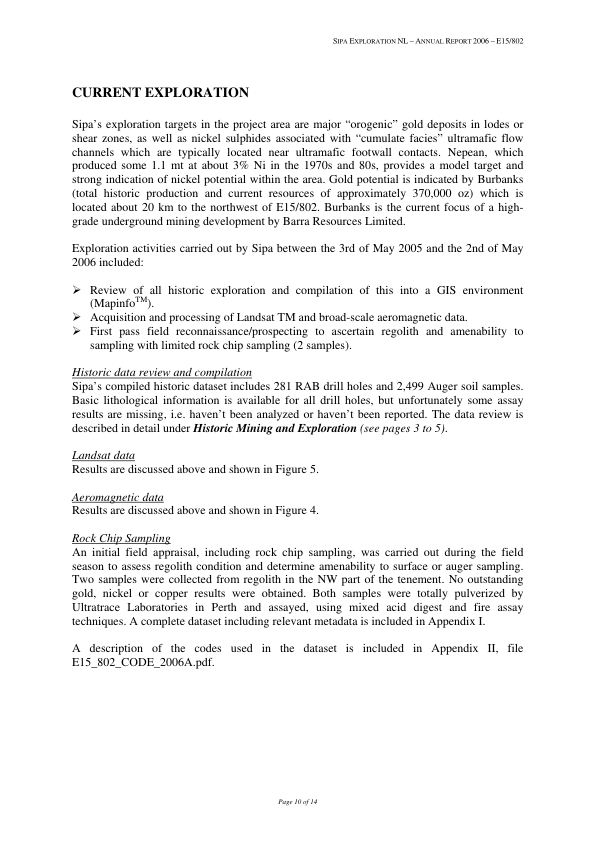 SIPA EXPLORATION NL – ANNUAL REPORT 2006 – E15/802
CURRENT EXPLORATION
Sipa's exploration targets in the project area are major “orogenic” gold deposits in lodes or
shear zones, as well as nickel sulphides associated with “cumulate facies” ultramafic flow
channels which are typically located near ultramafic footwall contacts. Nepean, which
produced some 1.1 mt at about 3% Ni in the 1970s and 80s, provides a model target and
strong indication of nickel potential within the area. Gold potential is indicated by Burbanks
(total historic production and current resources of approximately 370,000 oz) which is
located about 20 km to the northwest of E15/802. Burbanks is the current focus of a high-
grade underground mining development by Barra Resources Limited.
Exploration activities carried out by Sipa between the 3rd of May 2005 and the 2nd of May
2006 included:
➢ Review of all historic exploration and compilation of this into a GIS environment
(Mapinfo™).
➢ Acquisition and processing of Landsat TM and broad-scale aeromagnetic data.
➢ First pass field reconnaissance/prospecting to ascertain regolith and amenability to
sampling with limited rock chip sampling (2 samples).
Historic data review and compilation
Sipa's compiled historic dataset includes 281 RAB drill holes and 2,499 Auger soil samples.
Basic lithological information is available for all drill holes, but unfortunately some assay
results are missing, i.e. haven't been analyzed or haven't been reported. The data review is
described in detail under Historic Mining and Exploration (see pages 3 to 5).
Landsat data
Results are discussed above and shown in Figure 5.
Aeromagnetic data
Results are discussed above and shown in Figure 4.
Rock Chip Sampling
An initial field appraisal, including rock chip sampling, was carried out during the field
season to assess regolith condition and determine amenability to surface or auger sampling.
Two samples were collected from regolith in the NW part of the tenement. No outstanding
gold, nickel or copper results were obtained. Both samples were totally pulverized by
Ultratrace Laboratories in Perth and assayed, using mixed acid digest and fire assay
techniques. A complete dataset including relevant metadata is included in Appendix I.
A description of the codes used in the dataset is included in Appendix II, file
E15_802_CODE_2006A.pdf.
Page 10 of 14